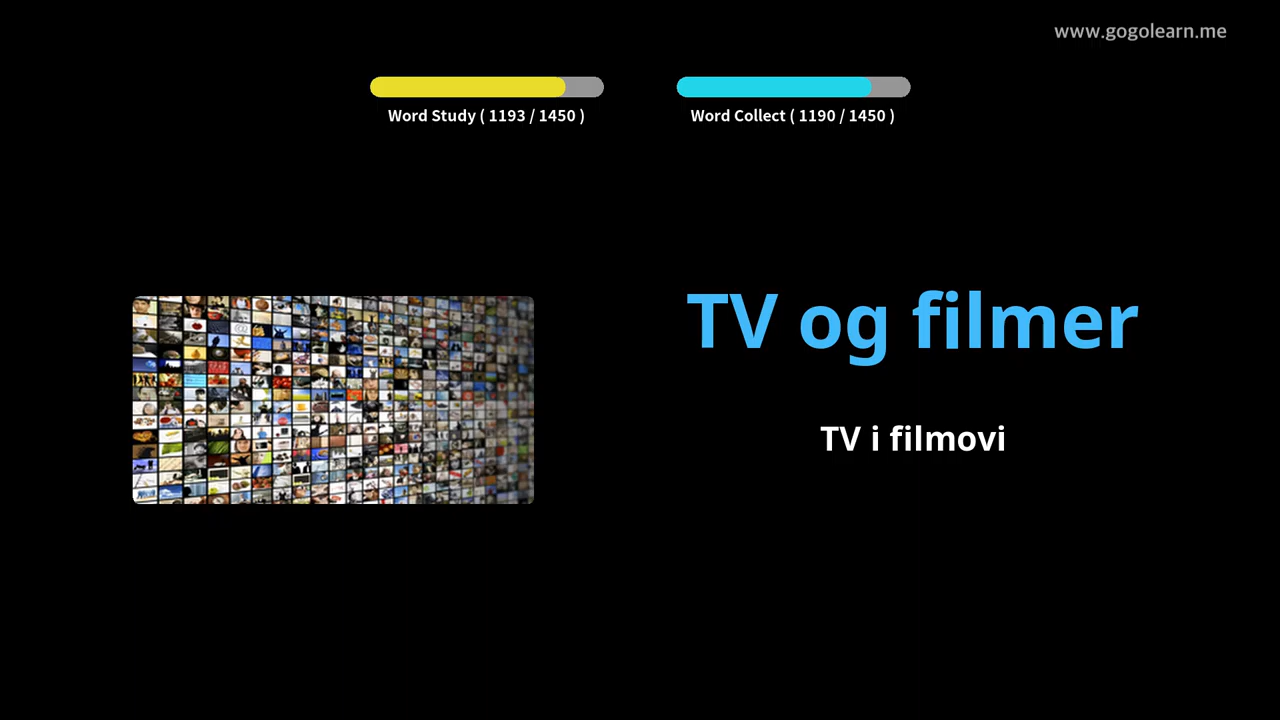 www.gogolearn.me
Word Study ( 1193 / 1450 )
Word Collect ( 1190 / 1450 )
TV og filmer
TV i filmovi